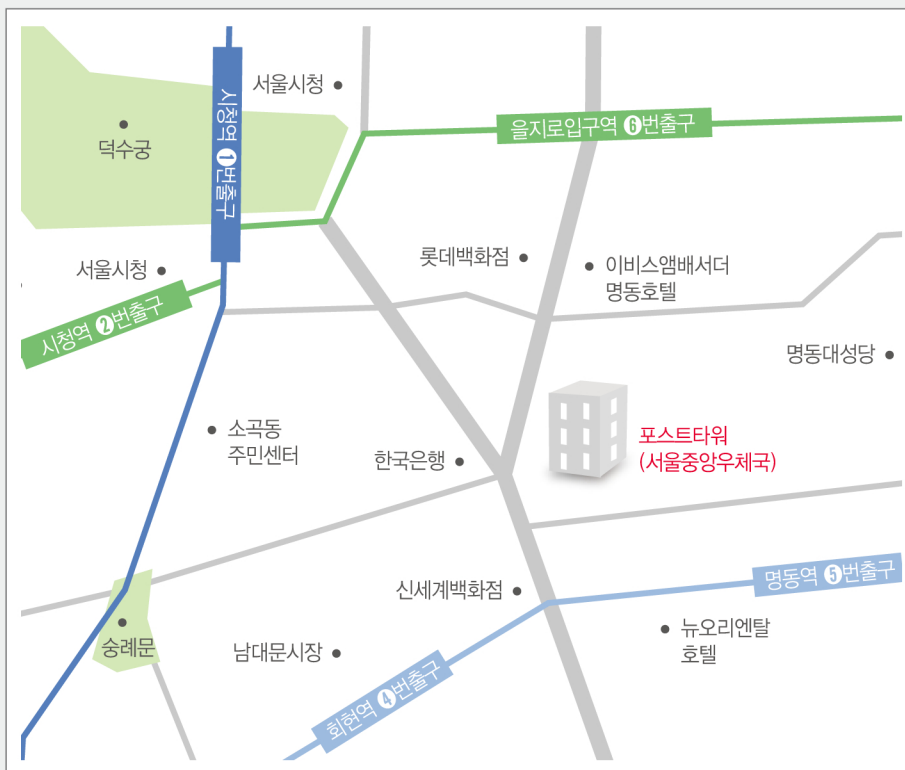 서울시청
을지로입구역 6번출구
덕수궁
시청역 1번출구
롯데백화점
이비스앰배서더
명동호텔
서울시청
시청역 2번출구
명동대성당
소곡동
주민센터
포스트타워
(서울중앙우체국)
한국은행
명동역 5번출구
신세계백화점
뉴오리엔탈
호텔
숭례문
남대문시장
회현역 4번출구